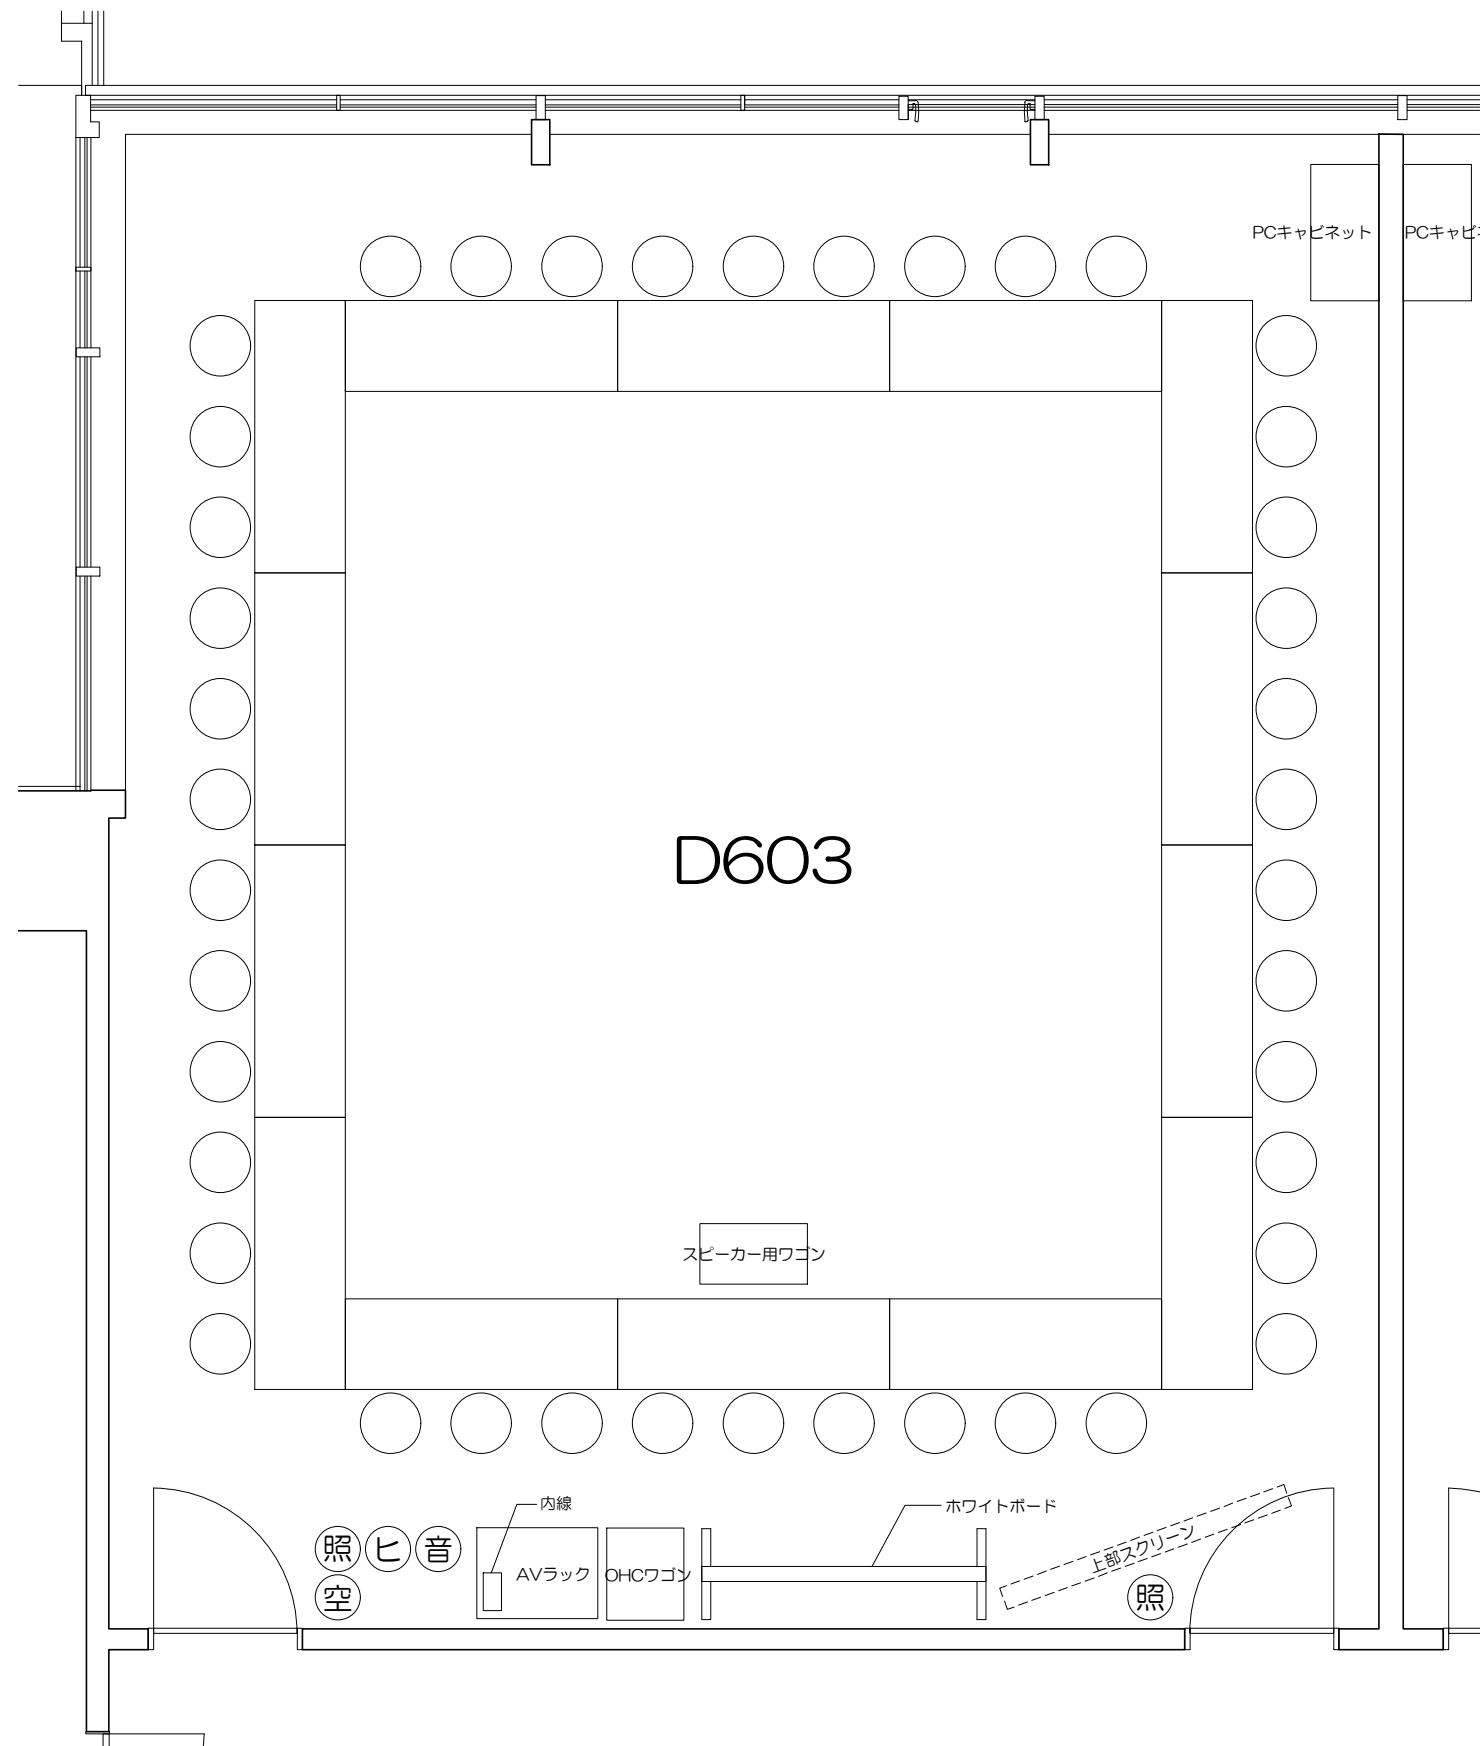 PCキャビネット
PCキャビネ
D603
スピーカー用ワゴン
内線
ホワイトボード
上部スクリーン
照 ヒ 音
AVラック
OHCワゴン
空
照